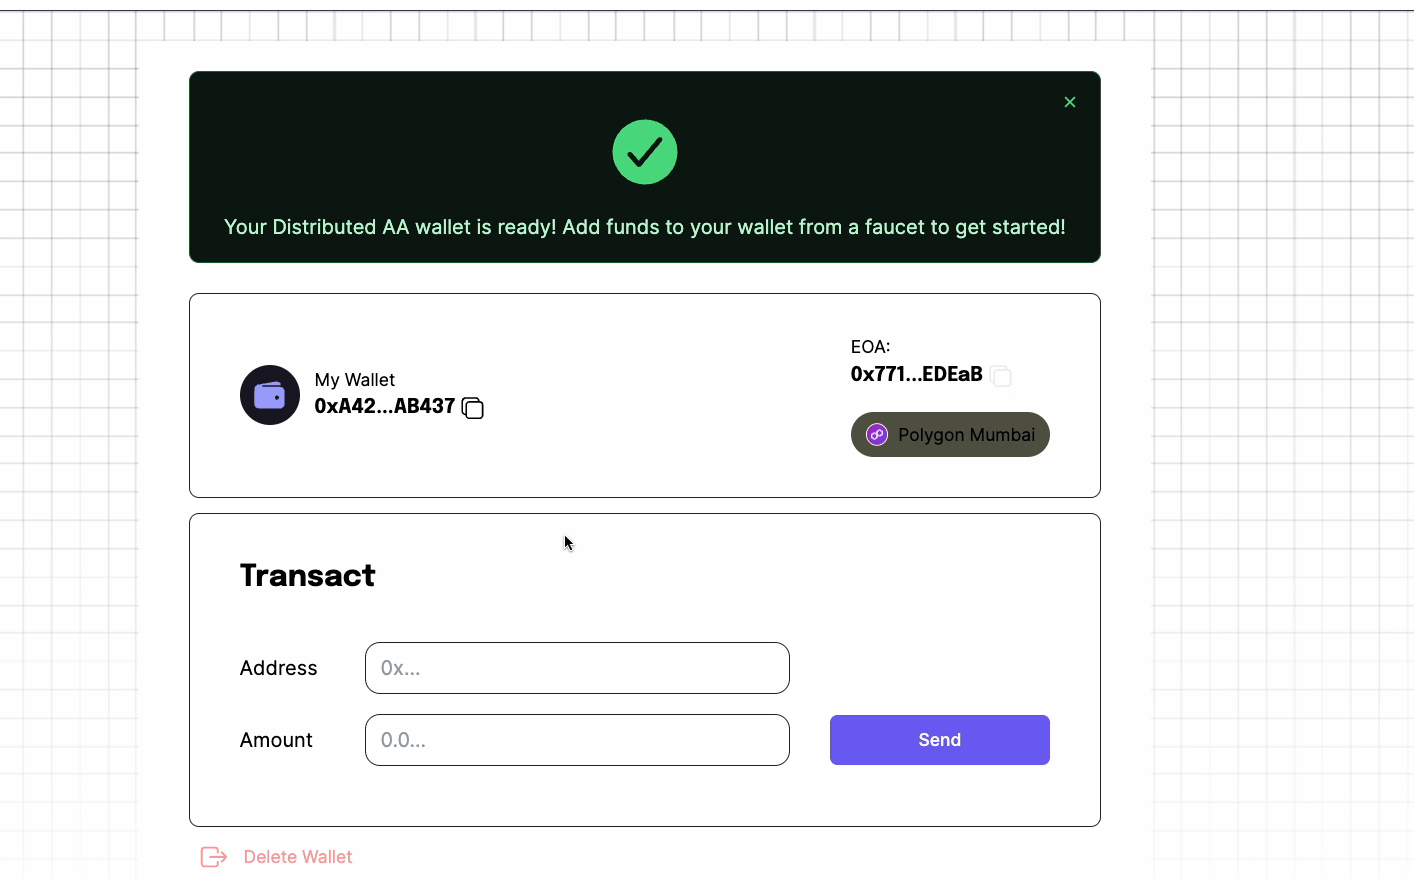 Your Distributed AA wallet is ready! Add funds to your wallet from a faucet to get started!
My Wallet
0xA42...AB437
EOA:
0x771...EDEaB
Polygon Mumbai
Transact
Address
0x...
Amount
0.0...
Send
Delete Wallet